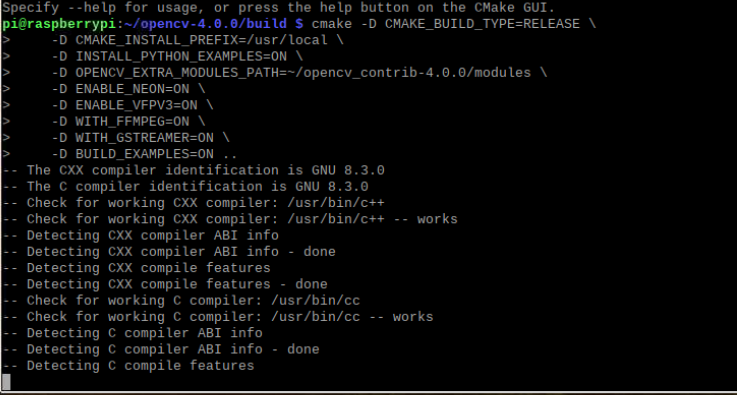 Specify --help for usage, or press the help button on the CMake GUI.
pi@raspberrypi:~/opencv-4.0.0/build $ cmake -D CMAKE_BUILD_TYPE=RELEASE \
>     -D CMAKE_INSTALL_PREFIX=/usr/local \
>     -D INSTALL_PYTHON_EXAMPLES=ON \
>     -D OPENCV_EXTRA_MODULES_PATH=~/opencv_contrib-4.0.0/modules \
>     -D ENABLE_NEON=ON \
>     -D ENABLE_VFPV3=ON \
>     -D WITH_FFMPEG=ON \
>     -D WITH_GSTREAMER=ON \
>     -D BUILD_EXAMPLES=ON ..
-- The CXX compiler identification is GNU 8.3.0
-- The C compiler identification is GNU 8.3.0
-- Check for working CXX compiler: /usr/bin/c++
-- Check for working CXX compiler: /usr/bin/c++ -- works
-- Detecting CXX compiler ABI info
-- Detecting CXX compiler ABI info - done
-- Detecting CXX compile features
-- Detecting CXX compile features - done
-- Check for working C compiler: /usr/bin/cc
-- Check for working C compiler: /usr/bin/cc -- works
-- Detecting C compiler ABI info
-- Detecting C compiler ABI info - done
-- Detecting C compile features